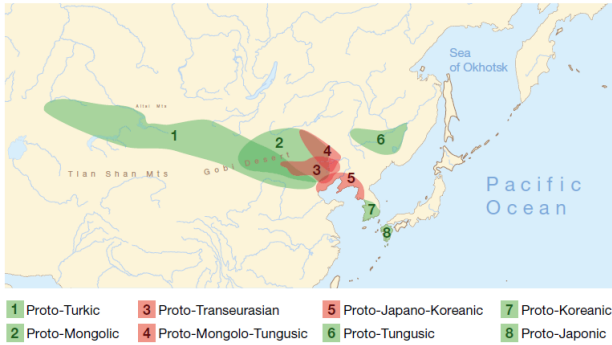 Sea
of Okhotsk
Altai Mts
1
2
4
6
Gobi Desert
3
Tian Shan Mts
5
Pacific
Ocean
7
8
1 Proto-Turkic
3 Proto-Transeurasian
5 Proto-Japano-Koreanic
7 Proto-Koreanic
2 Proto-Mongolic
4 Proto-Mongolo-Tungusic
6 Proto-Tungusic
8 Proto-Japonic